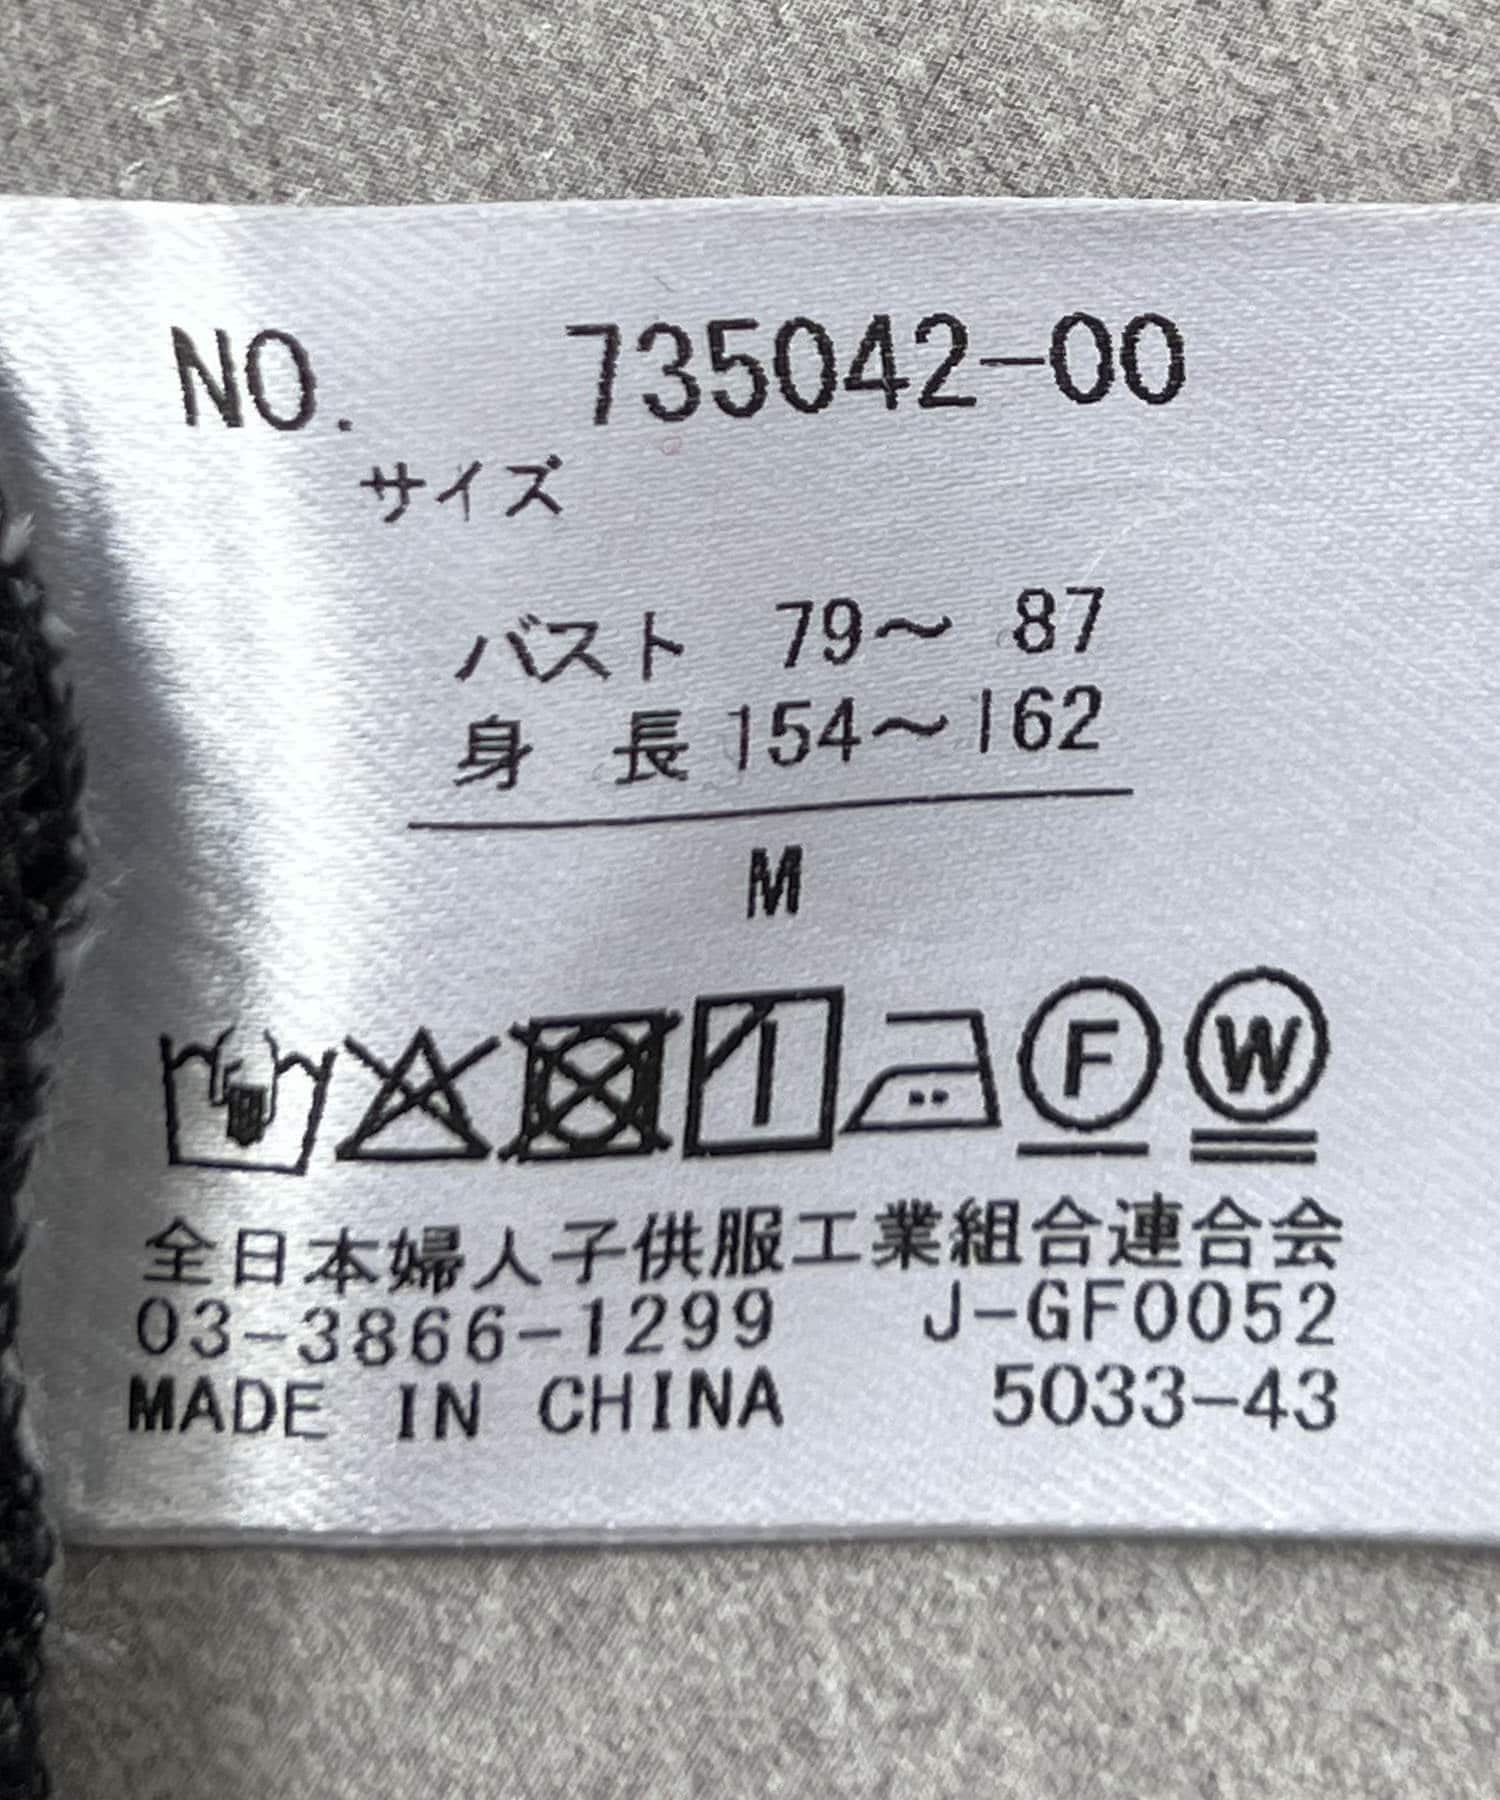 NO. 735042-00
サイズ
バスト 79～ 87
身 長 154～162
M
F W
全日本婦人子供服工業組合連合会
03-3866-1299 J-GF0052
MADE IN CHINA 5033-43